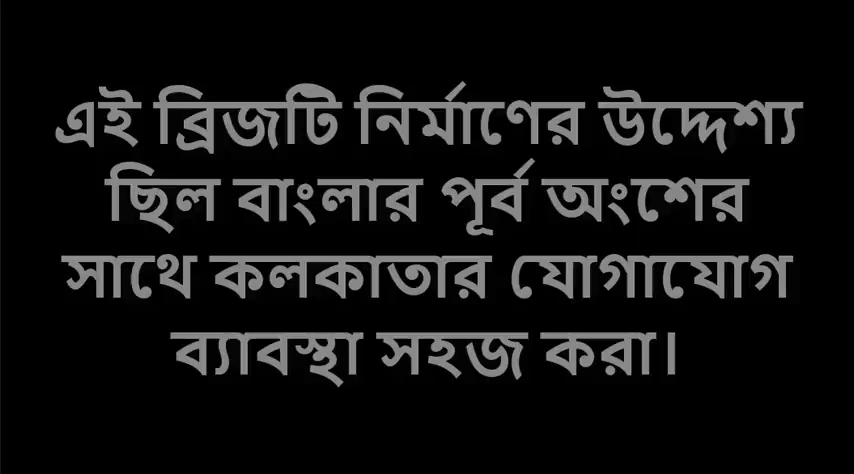 এই ব্রিজটি নির্মাণের উদ্দেশ্য
ছিল বাংলার পূর্ব অংশের
সাথে কলকাতার যোগাযোগ
ব্যাবস্থা সহজ করা।